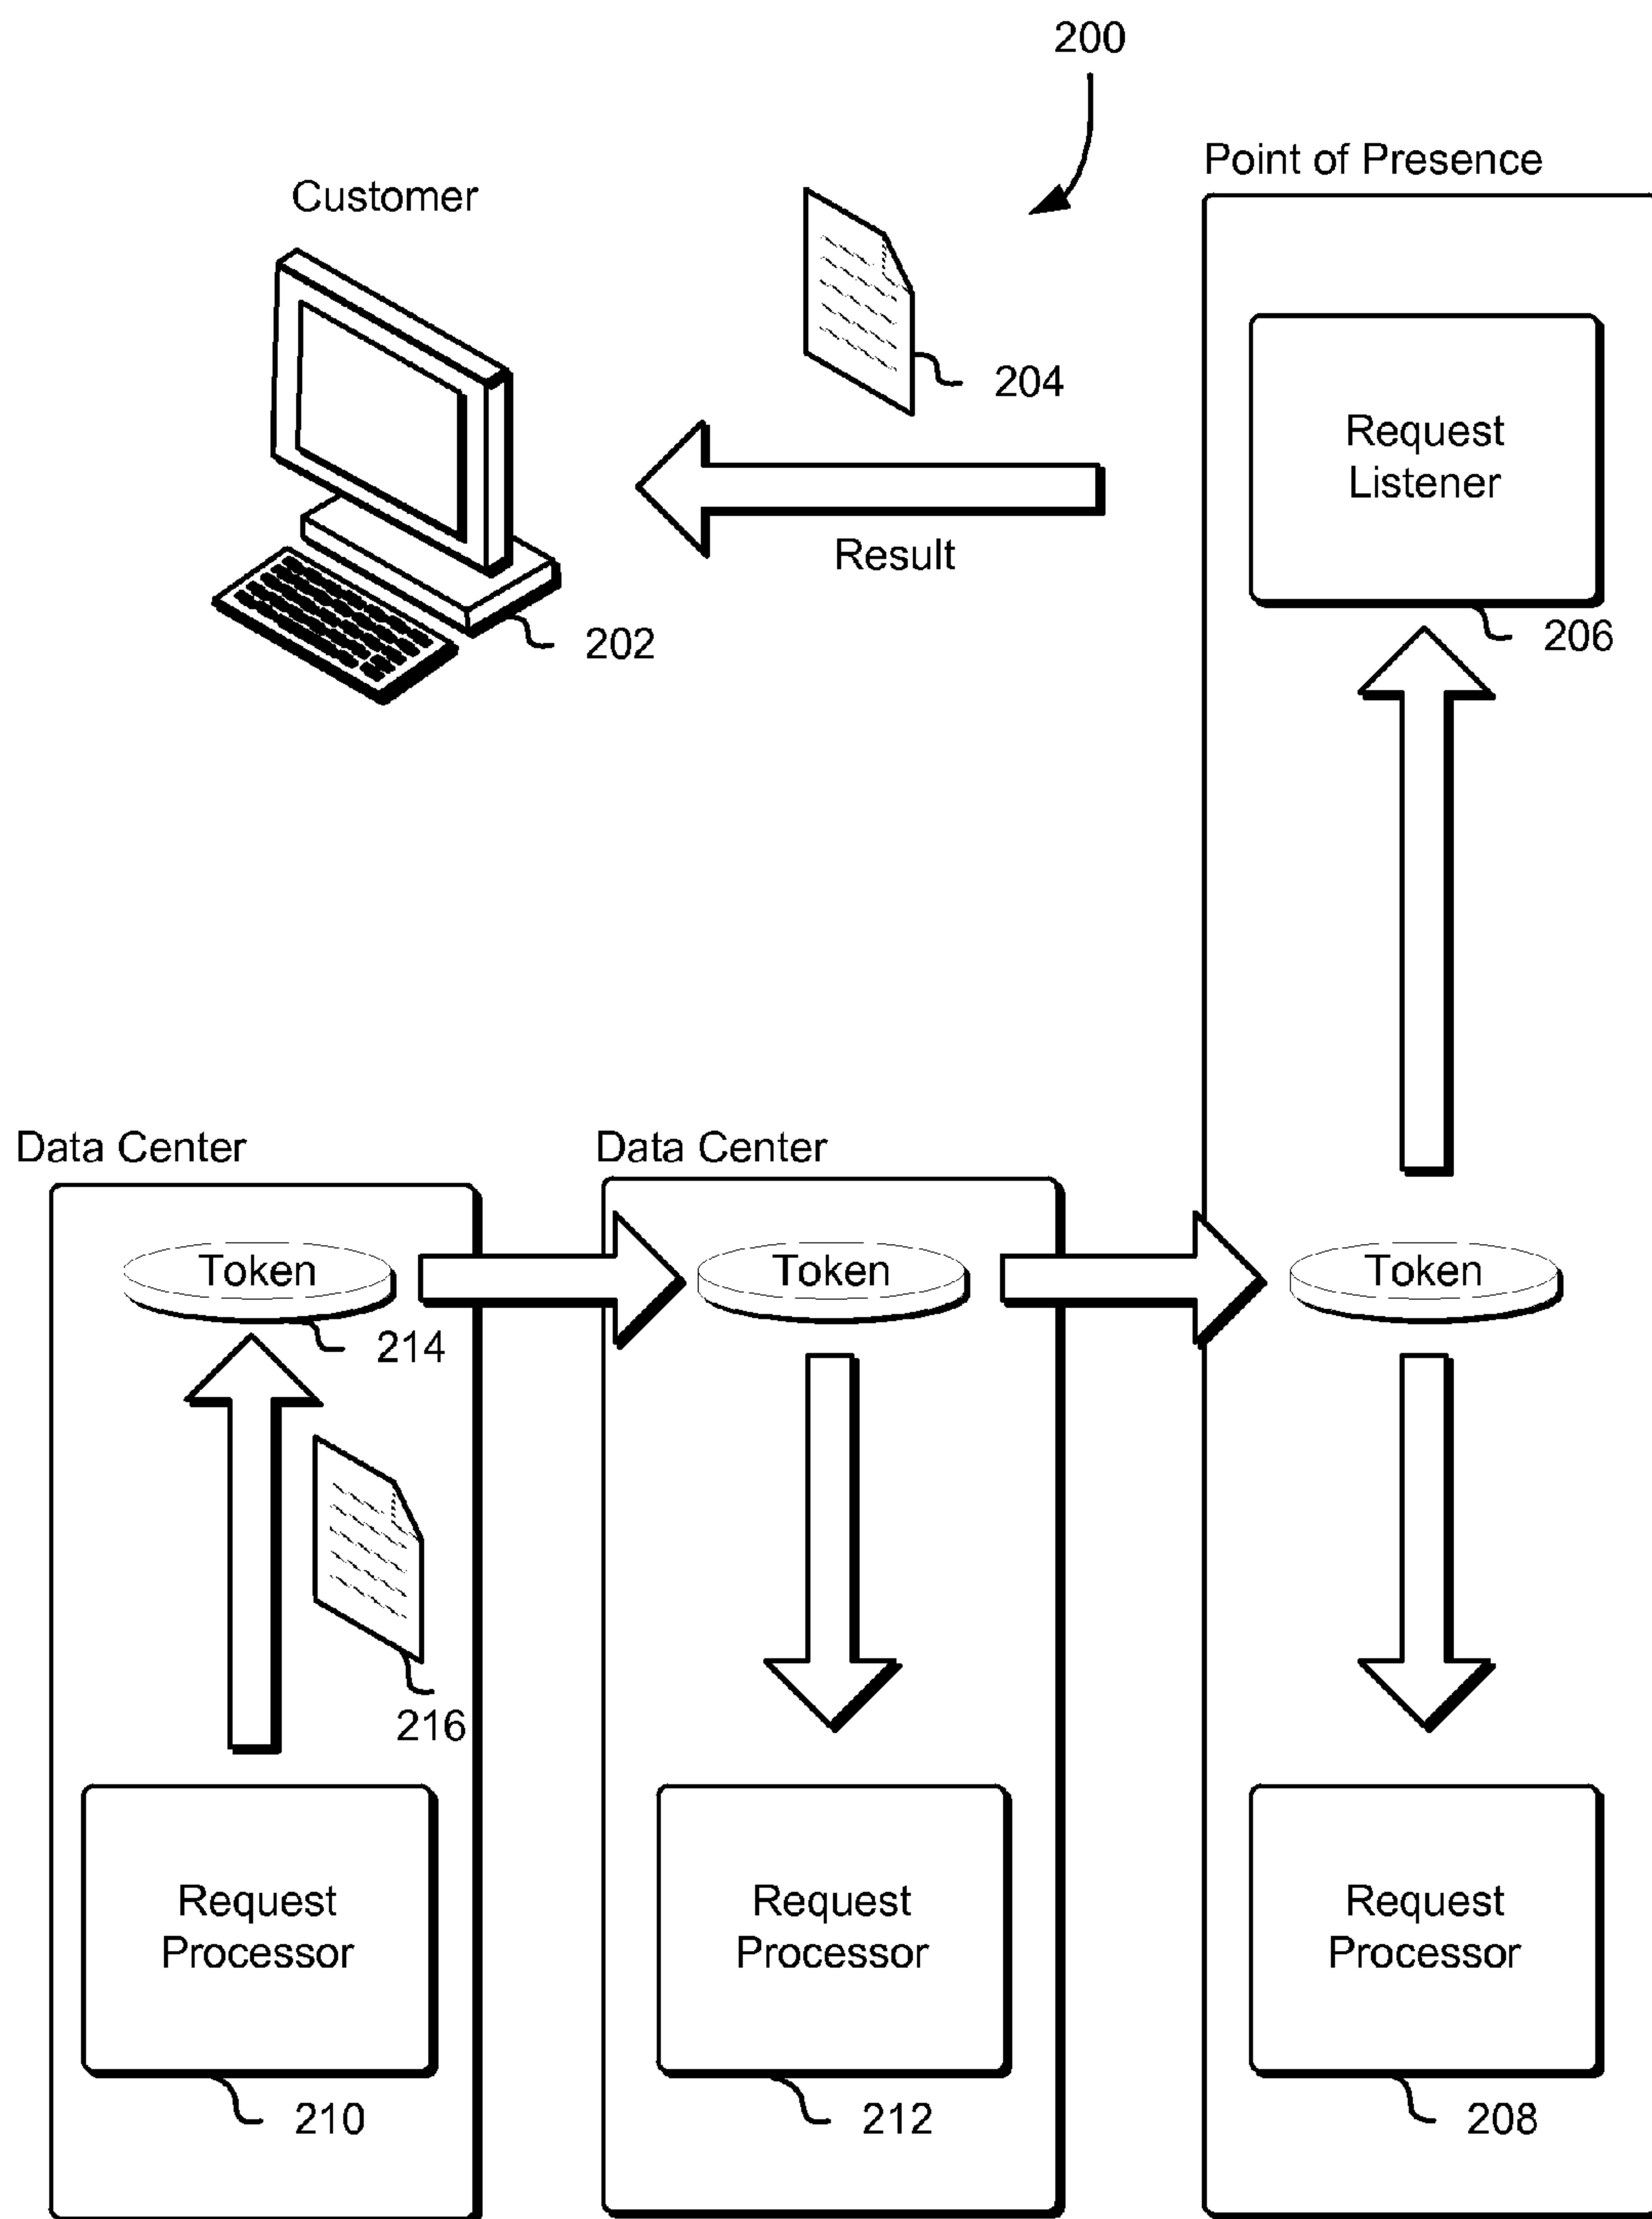 200
Point of Presence
Customer
204
Request
Listener
Result
202
206
Data Center
Data Center
Token
Token
Token
214
216
Request
Processor
Request
Processor
Request
Processor
210
212
208